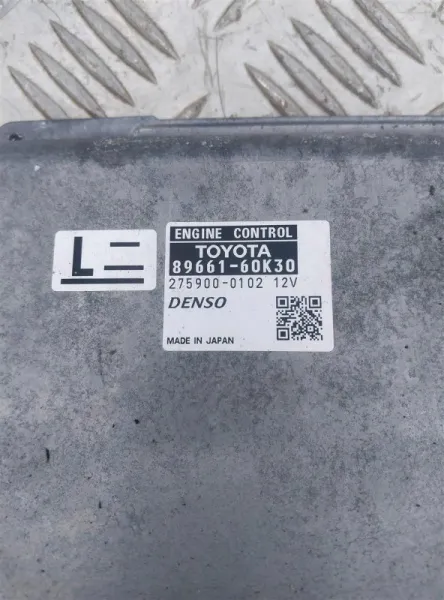 L
ENGINE CONTROL
TOYOTA
89661-60K30
275900-0102 12V
DENSO
MADE IN JAPAN